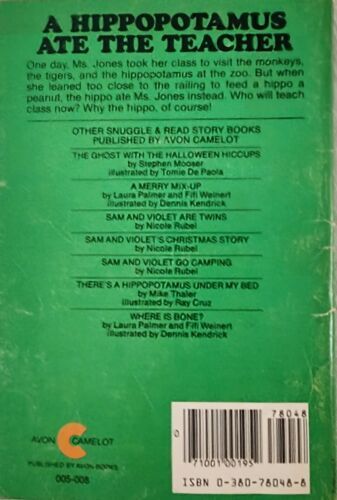 A HIPPOPOTAMUS
ATE THE TEACHER
One day, Ms. Jones took her class to visit the monkeys,
the tigers, and the hippopotamus at the zoo. But when
she leaned too close to the railing to feed a hippo a
peanut, the hippo ate Ms. Jones instead. Who will teach
class now? Why the hippo, of course!
OTHER SNUGGLE & READ STORY BOOKS
PUBLISHED BY AVON CAMELOT
THE GHOST WITH THE HALLOWEEN HICCUPS
by Stephen Mooser
illustrated by Tomie De Paola
A MERRY MIX-UP
by Laura Palmer and Fifi Weinert
illustrated by Dennis Kendrick
SAM AND VIOLET ARE TWINS
by Nicole Rubel
SAM AND VIOLET'S CHRISTMAS STORY
by Nicole Rubel
SAM AND VIOLET GO CAMPING
by Nicole Rubel
THERE'S A HIPPOPOTAMUS UNDER MY BED
by Mike Thaler
illustrated by Ray Cruz
WHERE IS BONE?
by Laura Palmer and Fifi Weinert
illustrated by Dennis Kendrick
AVON CAMELOT
PUBLISHED BY AVON BOOKS
005-008
78048
0 71001 00195
ISBN 0-380-78048-8